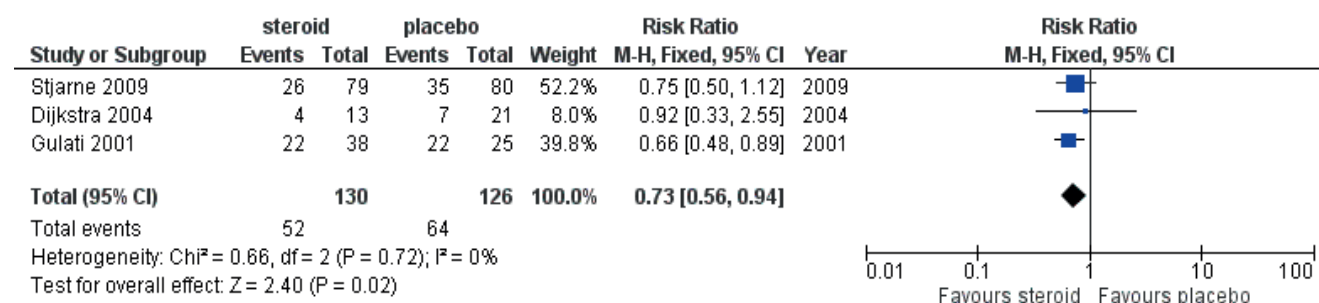 steroid placebo Risk Ratio Risk Ratio
Study or Subgroup Events Total Events Total Weight M-H, Fixed, 95% CI Year M-H, Fixed, 95% CI
Stjarne 2009 26 79 35 80 52.2% 0.75 [0.50, 1.12] 2009
Dijkstra 2004 4 13 7 21 8.0% 0.92 [0.33, 2.55] 2004
Gulati 2001 22 38 22 25 39.8% 0.66 [0.48, 0.89] 2001
Total (95% CI) 130 126 100.0% 0.73 [0.56, 0.94]
Total events 52 64
Heterogeneity: Chi² = 0.66, df = 2 (P = 0.72); I² = 0%
Test for overall effect: Z = 2.40 (P = 0.02)
0.01 0.1 1 10 100
Favours steroid Favours placebo